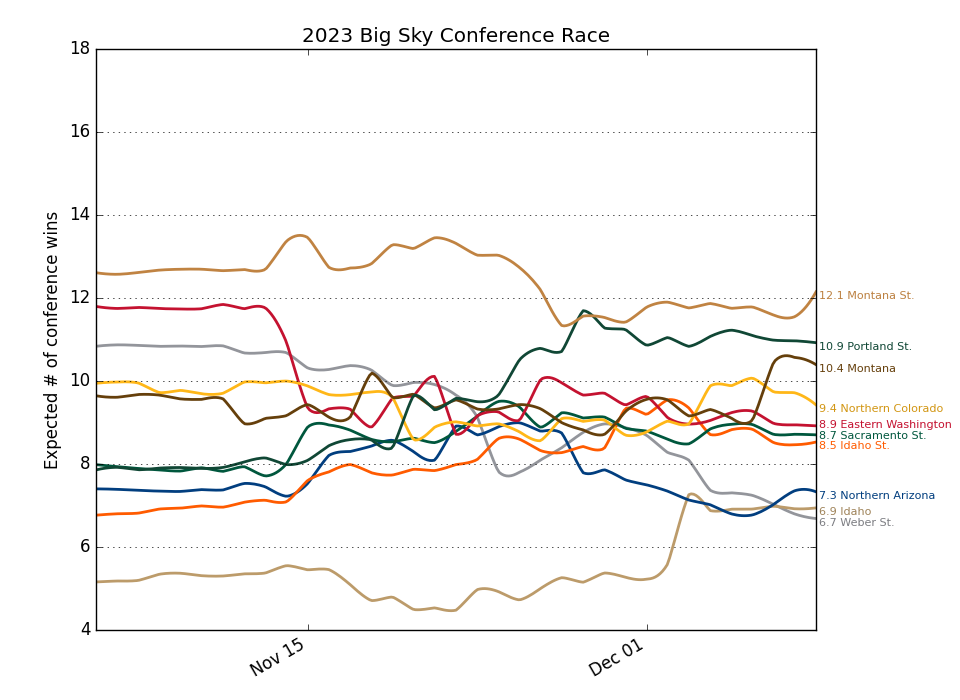 2023 Big Sky Conference Race
Expected # of conference wins
18
16
14
12
10
8
6
4
Nov 15
Dec 01
12.1 Montana St.
10.9 Portland St.
10.4 Montana
9.4 Northern Colorado
8.9 Eastern Washington
8.7 Sacramento St.
8.5 Idaho St.
7.3 Northern Arizona
6.9 Idaho
6.7 Weber St.